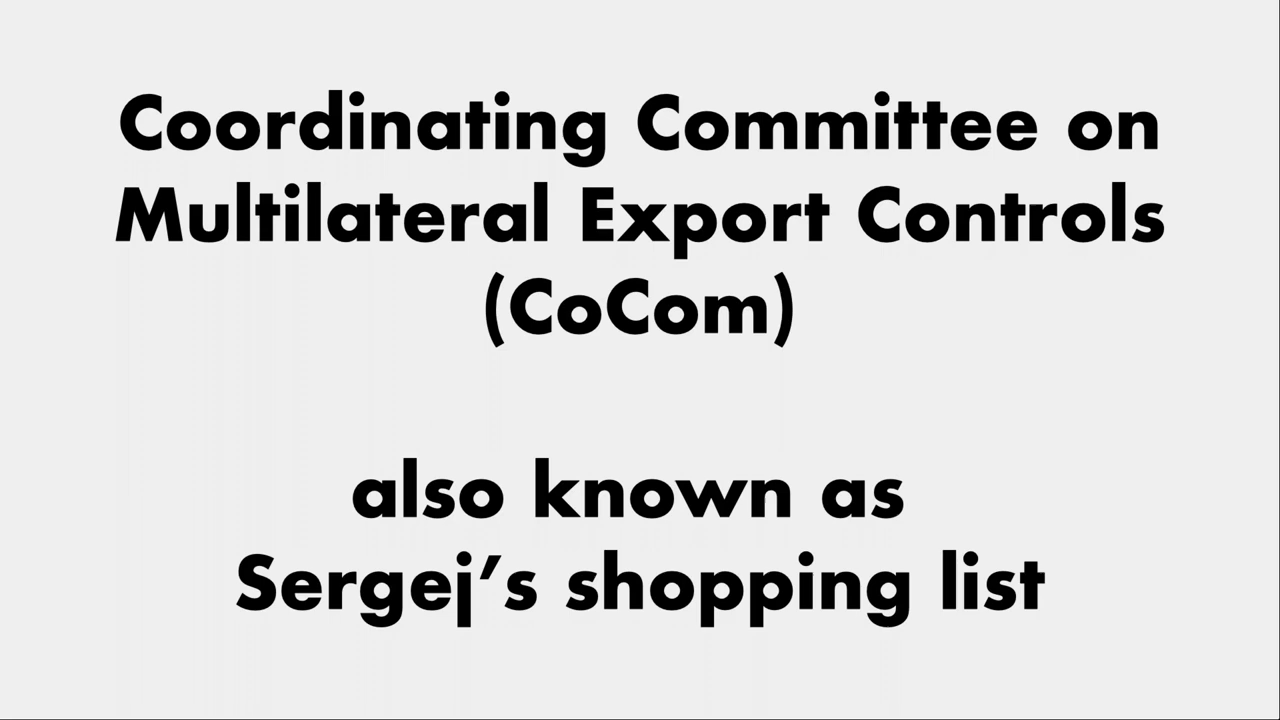 Coordinating Committee on
Multilateral Export Controls
(CoCom)
also known as
Sergej’s shopping list